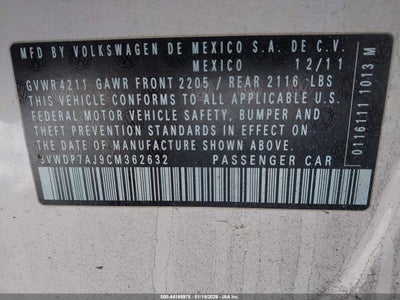 MFD BY VOLKSWAGEN DE MEXICO S.A. DE C.V.
MEXICO 12/11
GVWR 4211 GAWR FRONT 2205 / REAR 2116 LBS
THIS VEHICLE CONFORMS TO ALL APPLICABLE U.S.
FEDERAL MOTOR VEHICLE SAFETY, BUMPER AND
THEFT PREVENTION STANDARDS IN EFFECT ON THE
DATE OF MANUFACTURE SHOWN ABOVE.
3VWDP7AJ9CM362632 PASSENGER CAR
0116111 1013 M
000-44168975 - 01/19/2026 - IAA Inc.